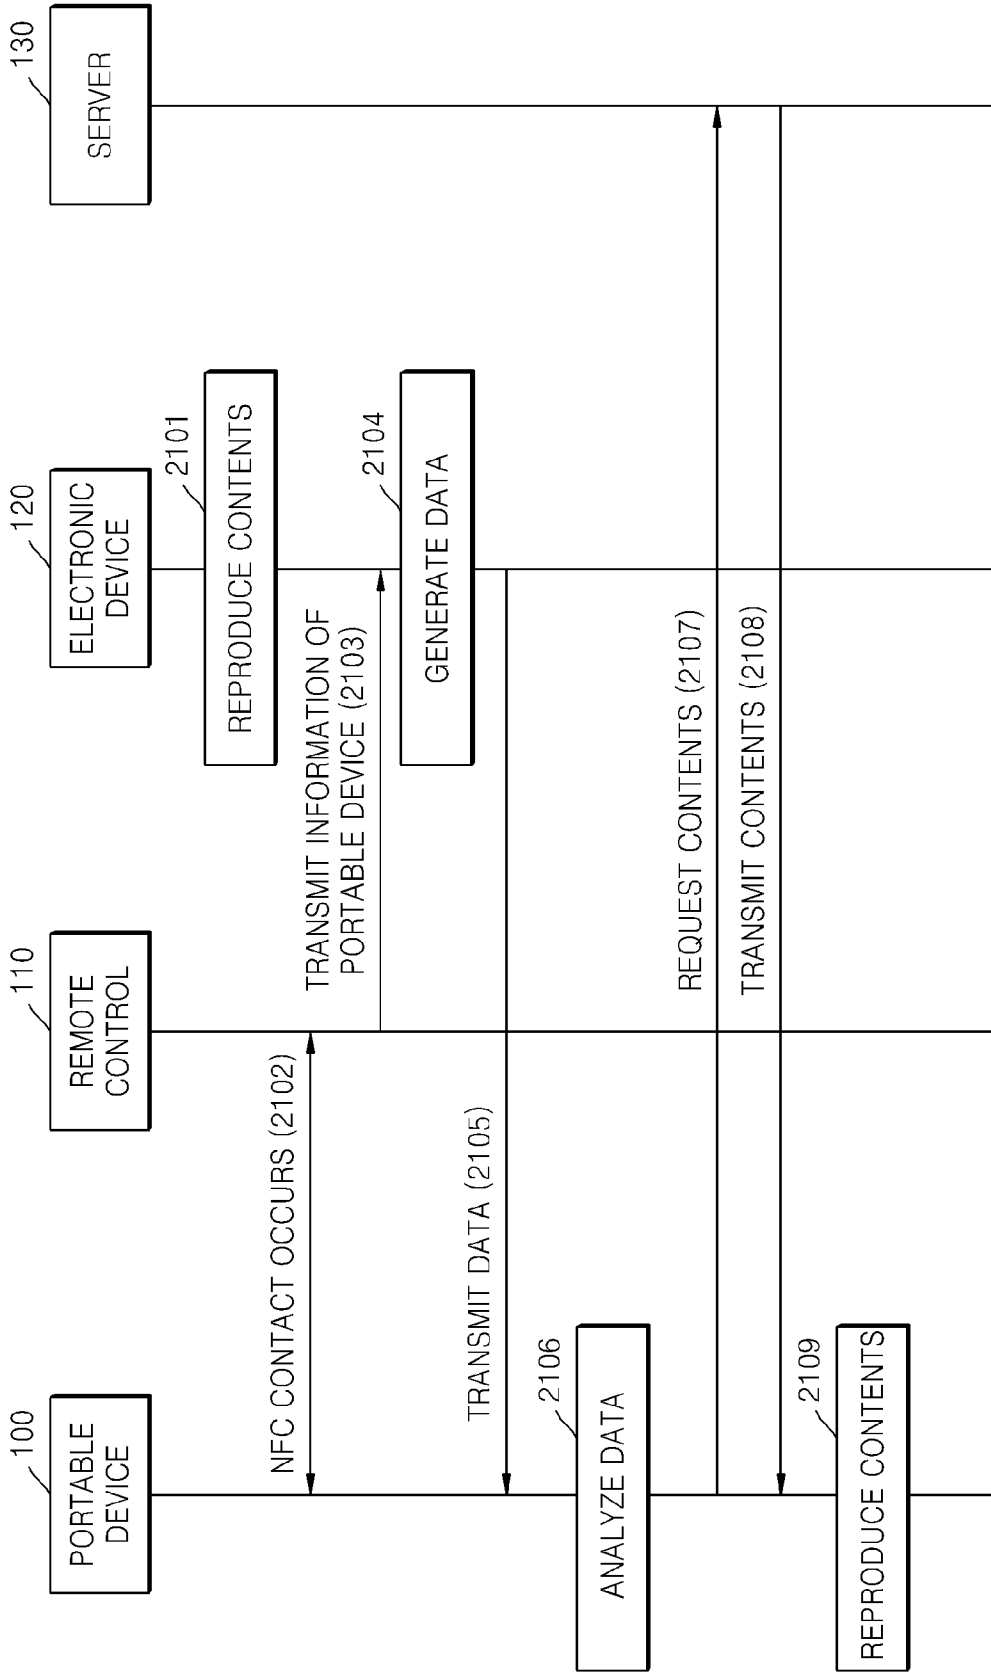 100
PORTABLE
DEVICE
110
REMOTE
CONTROL
120
ELECTRONIC
DEVICE
130
SERVER
2101
REPRODUCE CONTENTS
NFC CONTACT OCCURS (2102)
TRANSMIT INFORMATION OF
PORTABLE DEVICE (2103)
2104
GENERATE DATA
TRANSMIT DATA (2105)
2106
ANALYZE DATA
REQUEST CONTENTS (2107)
TRANSMIT CONTENTS (2108)
2109
REPRODUCE CONTENTS